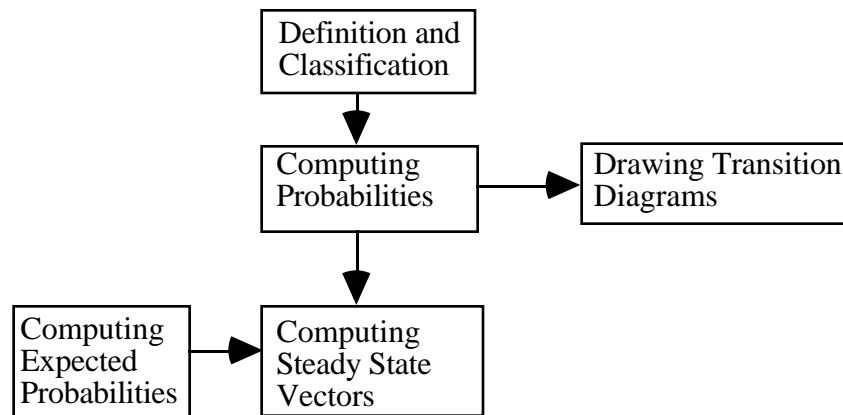 Definition and
Classification
Computing
Probabilities
Drawing Transition
Diagrams
Computing
Expected
Probabilities
Computing
Steady State
Vectors